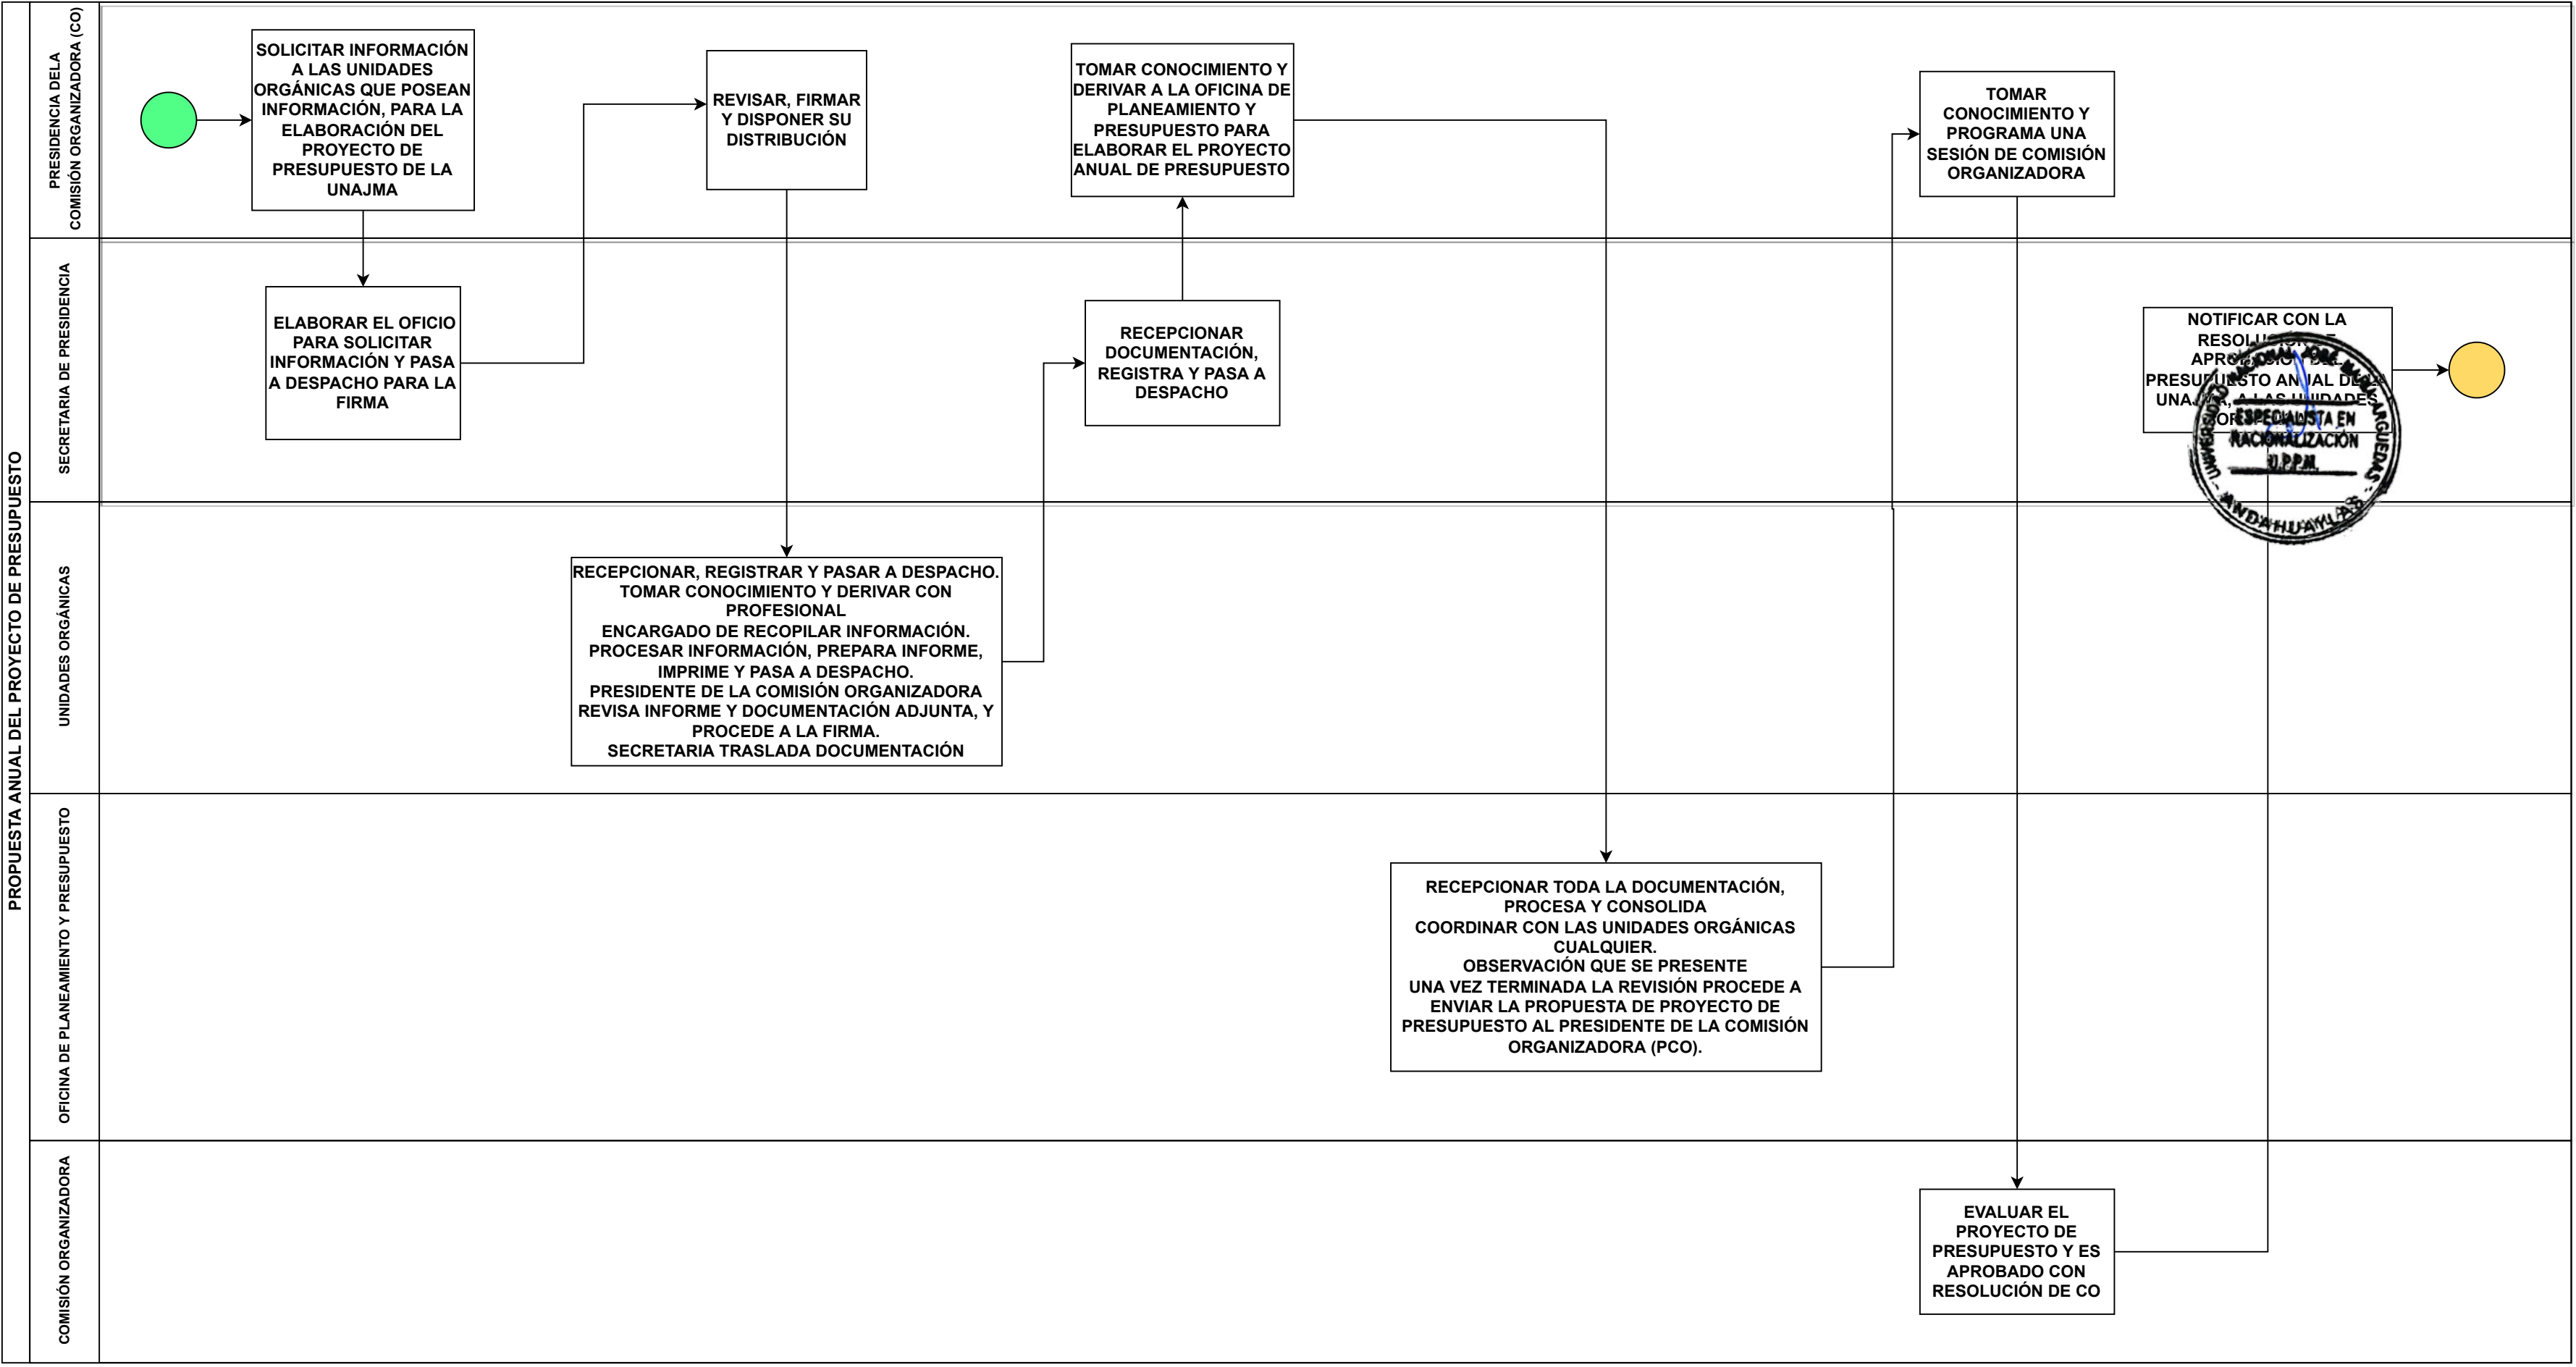 PROPUESTA ANUAL DEL PROYECTO DE PRESUPUESTO
PRESIDENCIA DELA
COMISIÓN ORGANIZADORA (CO)
SOLICITAR INFORMACIÓN
A LAS UNIDADES
ORGÁNICAS QUE POSEAN
INFORMACIÓN, PARA LA
ELABORACIÓN DEL
PROYECTO DE
PRESUPUESTO DE LA
UNAJMA
REVISAR, FIRMAR
Y DISPONER SU
DISTRIBUCIÓN
TOMAR CONOCIMIENTO Y
DERIVAR A LA OFICINA DE
PLANEAMIENTO Y
PRESUPUESTO PARA
ELABORAR EL PROYECTO
ANUAL DE PRESUPUESTO
TOMAR
CONOCIMIENTO Y
PROGRAMA UNA
SESIÓN DE COMISIÓN
ORGANIZADORA
SECRETARIA DE PRESIDENCIA
ELABORAR EL OFICIO
PARA SOLICITAR
INFORMACIÓN Y PASA
A DESPACHO PARA LA
FIRMA
RECEPCIONAR
DOCUMENTACIÓN,
REGISTRA Y PASA A
DESPACHO
NOTIFICAR CON LA
PRESUPUESTO ANUAL
A LAS UNIDADES
UNIVERSIDAD NACIONAL JOSÉ MARÍA ARGUEDAS
ESPECIALISTA EN
RACIONALIZACIÓN
U.P.P.M.
ANDAHUAYLAS
UNIDADES ORGÁNICAS
RECEPCIONAR, REGISTRAR Y PASAR A DESPACHO.
TOMAR CONOCIMIENTO Y DERIVAR CON
PROFESIONAL
ENCARGADO DE RECOPILAR INFORMACIÓN.
PROCESAR INFORMACIÓN, PREPARA INFORME,
IMPRIME Y PASA A DESPACHO.
PRESIDENTE DE LA COMISIÓN ORGANIZADORA
REVISA INFORME Y DOCUMENTACIÓN ADJUNTA, Y
PROCEDE A LA FIRMA.
SECRETARIA TRASLADA DOCUMENTACIÓN
OFICINA DE PLANEAMIENTO Y PRESUPUESTO
RECEPCIONAR TODA LA DOCUMENTACIÓN,
PROCESA Y CONSOLIDA
COORDINAR CON LAS UNIDADES ORGÁNICAS
CUALQUIER.
OBSERVACIÓN QUE SE PRESENTE
UNA VEZ TERMINADA LA REVISIÓN PROCEDE A
ENVIAR LA PROPUESTA DE PROYECTO DE
PRESUPUESTO AL PRESIDENTE DE LA COMISIÓN
ORGANIZADORA (PCO).
COMISIÓN ORGANIZADORA
EVALUAR EL
PROYECTO DE
PRESUPUESTO Y ES
APROBADO CON
RESOLUCIÓN DE CO